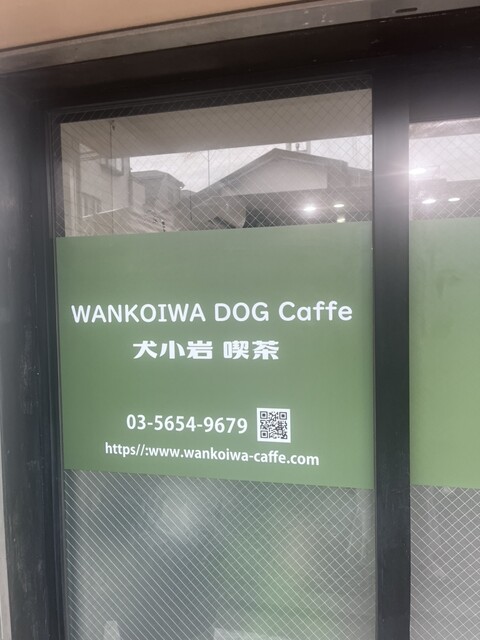 WANKOIWA DOG Caffe
犬小岩 喫茶
03-5654-9679
https//:www.wankoiwa-caffe.com